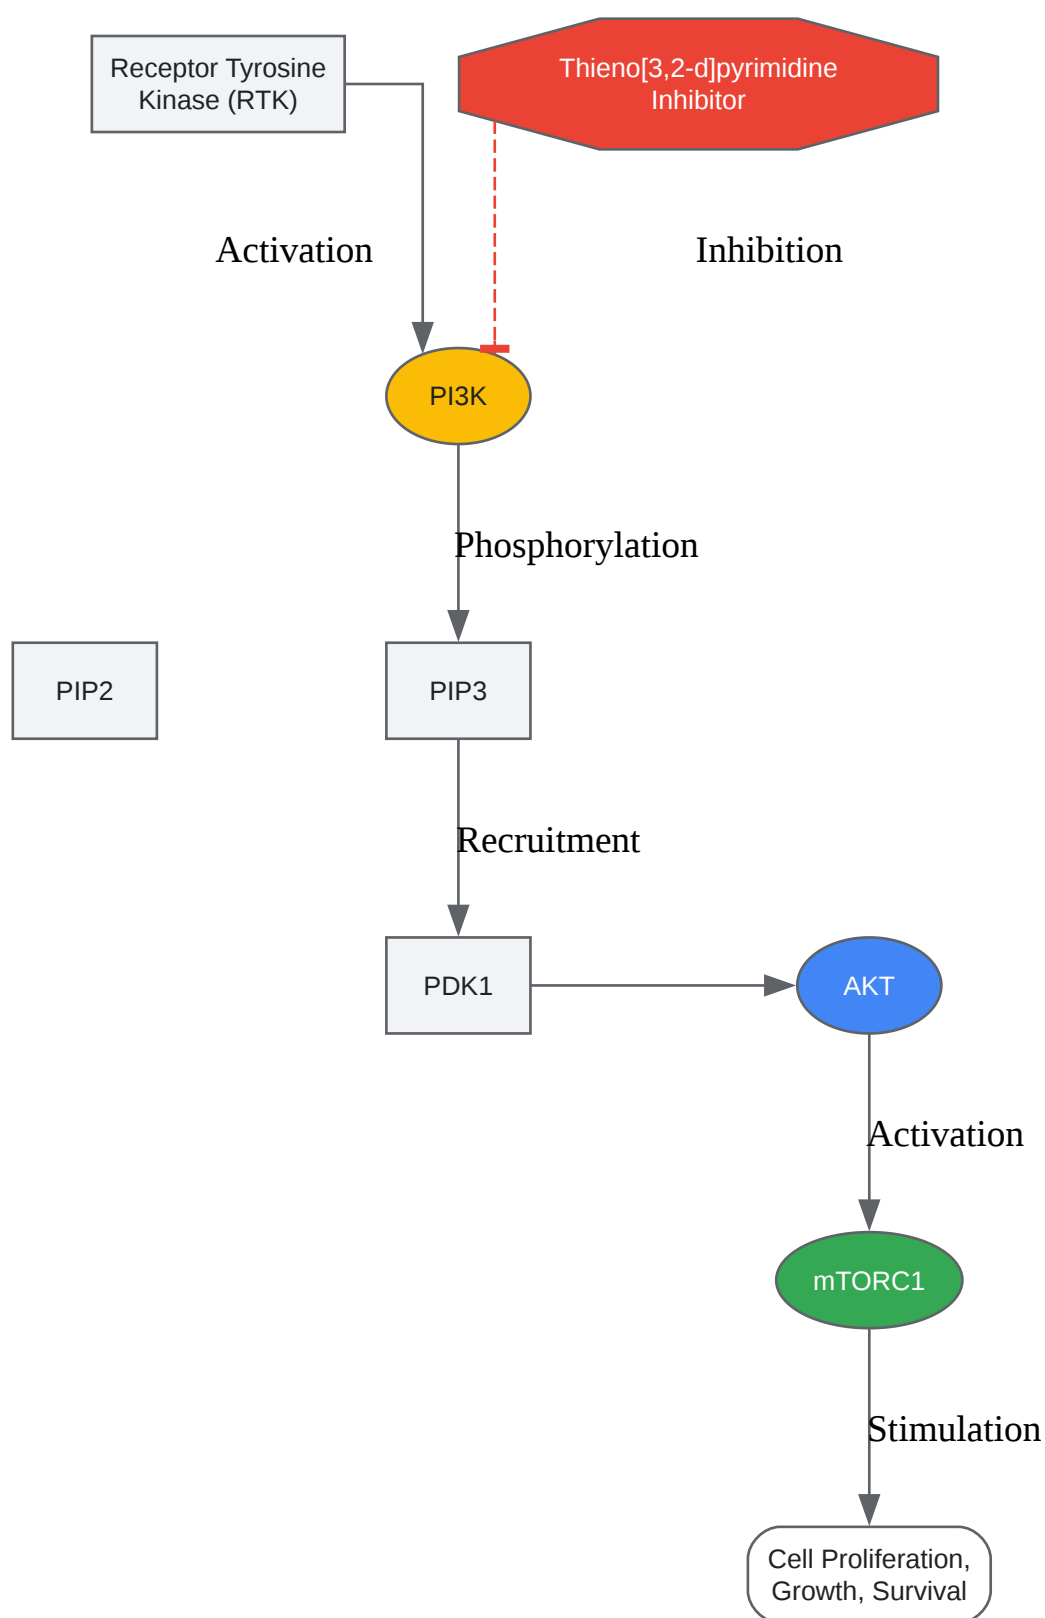 Receptor Tyrosine
Kinase (RTK)
Thieno[3,2-d]pyrimidine
Inhibitor
Activation
Inhibition
PI3K
Phosphorylation
PIP2
PIP3
Recruitment
PDK1
AKT
Activation
mTORC1
Stimulation
Cell Proliferation,
Growth, Survival